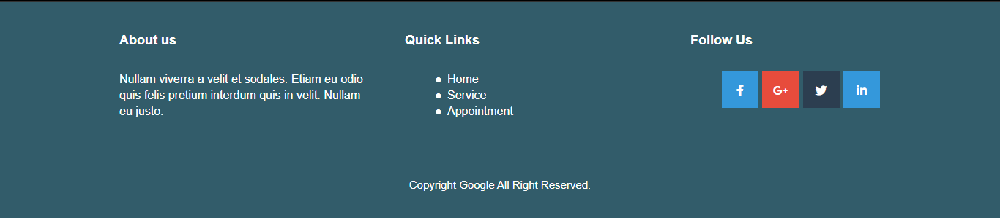 About us
Nullam viverra a velit et sodales. Etiam eu odio
quis felis pretium interdum quis in velit. Nullam
eu justo.
Quick Links
Home
Service
Appointment
Follow Us
f
G+
in
Copyright Google All Right Reserved.